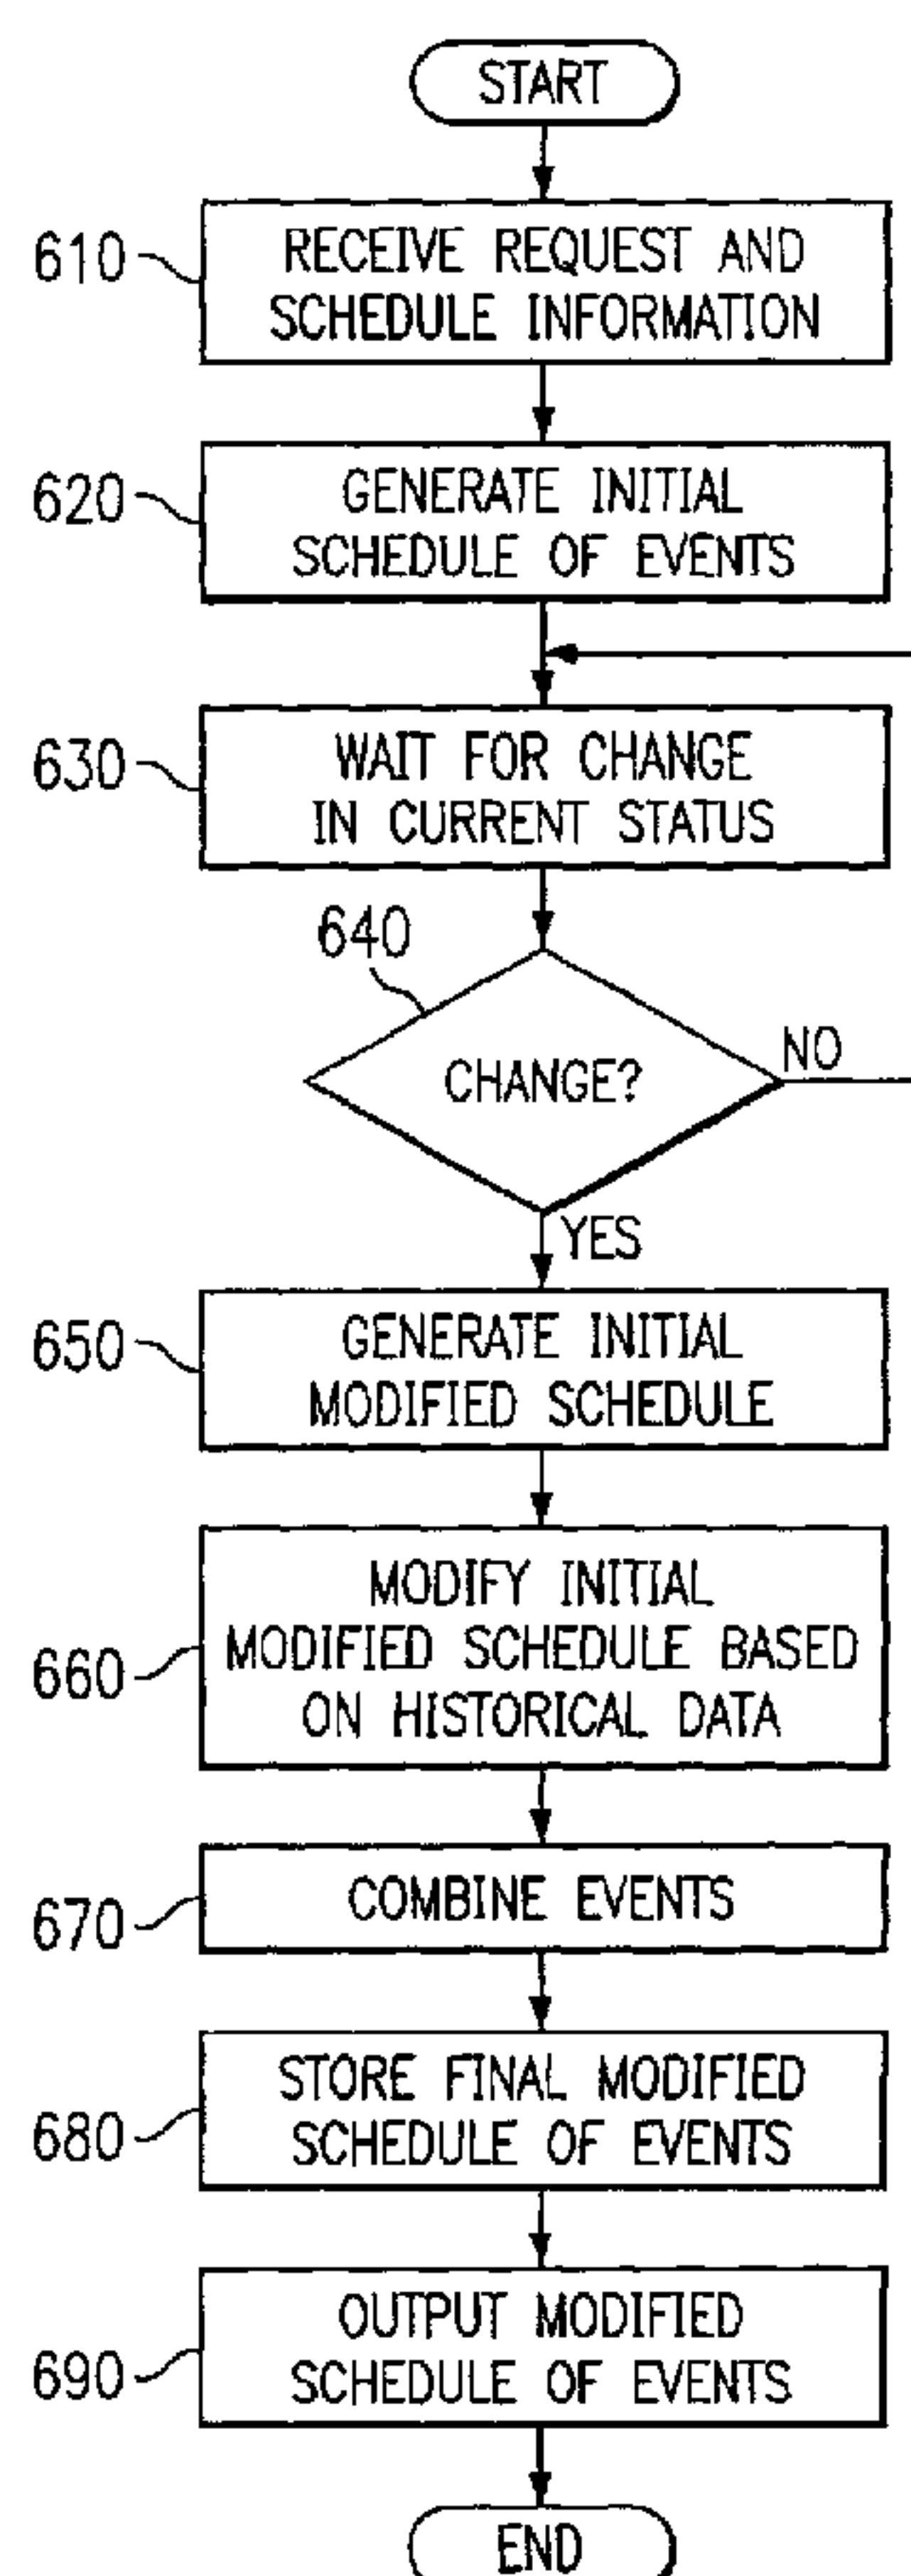 START
610
RECEIVE REQUEST AND
SCHEDULE INFORMATION
620
GENERATE INITIAL
SCHEDULE OF EVENTS
630
WAIT FOR CHANGE
IN CURRENT STATUS
640
CHANGE?
NO
YES
650
GENERATE INITIAL
MODIFIED SCHEDULE
660
MODIFY INITIAL
MODIFIED SCHEDULE BASED
ON HISTORICAL DATA
670
COMBINE EVENTS
680
STORE FINAL MODIFIED
SCHEDULE OF EVENTS
690
OUTPUT MODIFIED
SCHEDULE OF EVENTS
END